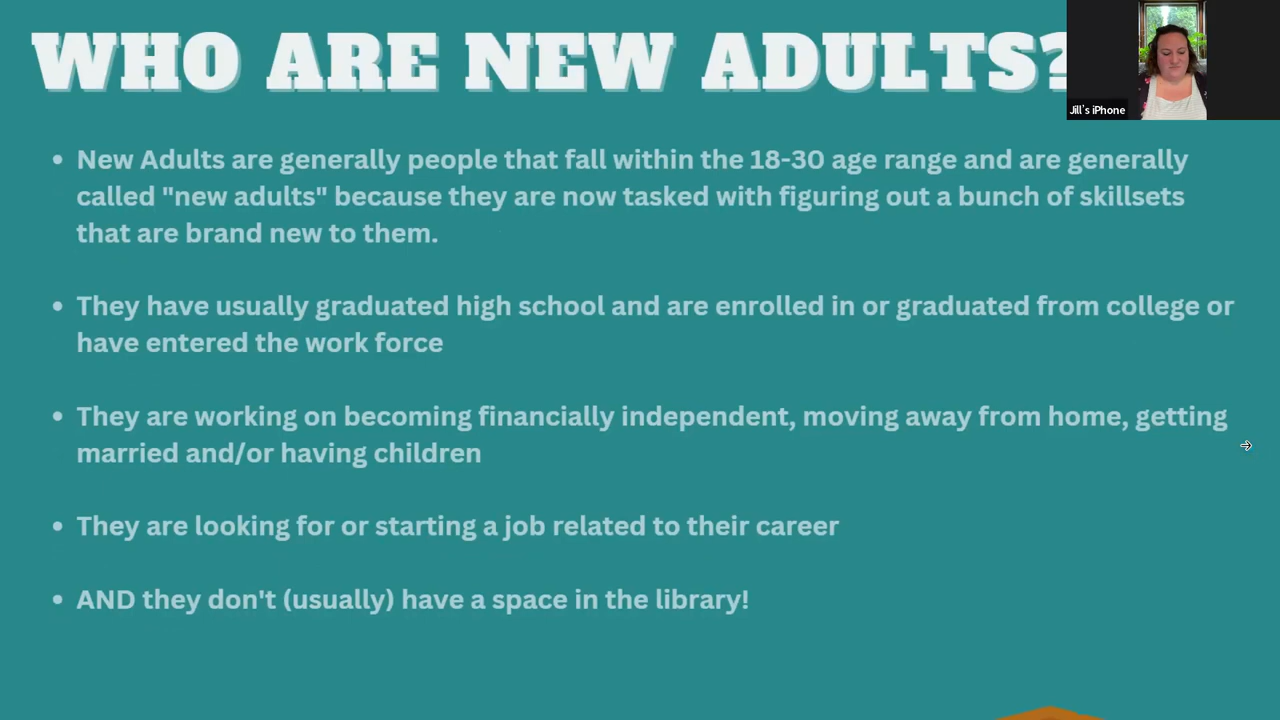 WHO ARE NEW ADULTS?
Jill's iPhone
• New Adults are generally people that fall within the 18-30 age range and are generally
called "new adults" because they are now tasked with figuring out a bunch of skillsets
that are brand new to them.
• They have usually graduated high school and are enrolled in or graduated from college or
have entered the work force
• They are working on becoming financially independent, moving away from home, getting
married and/or having children
• They are looking for or starting a job related to their career
• AND they don't (usually) have a space in the library!